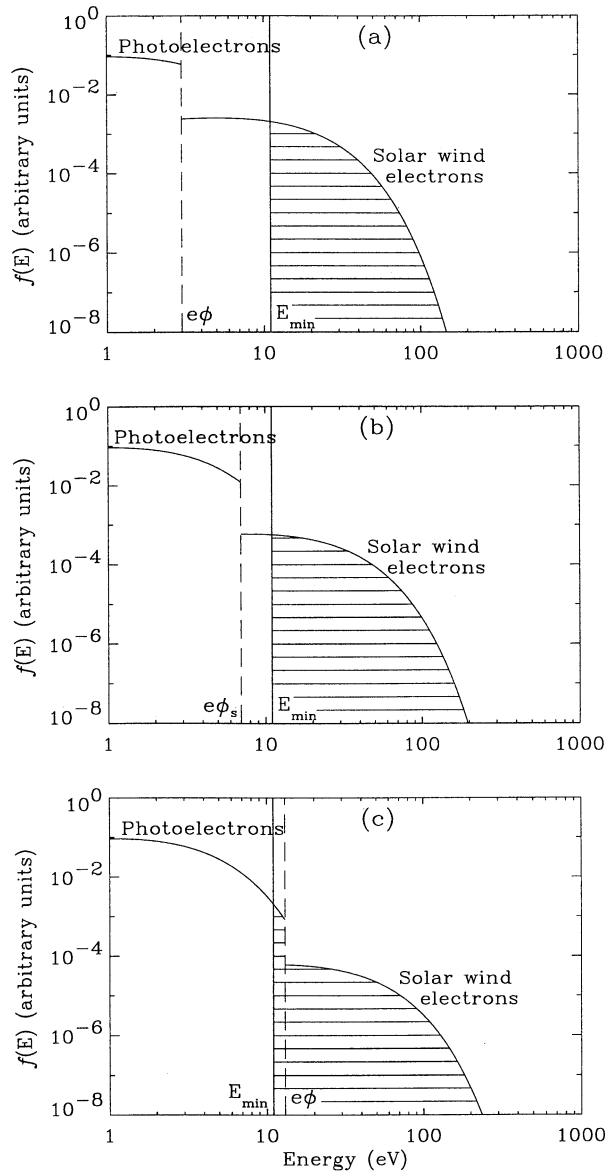 (a)
Photoelectrons
10^0
10^-2
10^-4
10^-6
10^-8
f(E) (arbitrary units)
Solar wind
electrons
eφ
E_min
1
10
100
1000
(b)
Photoelectrons
10^0
10^-2
10^-4
10^-6
10^-8
f(E) (arbitrary units)
Solar wind
electrons
eφ_s
E_min
1
10
100
1000
(c)
Photoelectrons
10^0
10^-2
10^-4
10^-6
10^-8
f(E) (arbitrary units)
Solar wind
electrons
E_min
eφ
1
10
100
1000
Energy (eV)